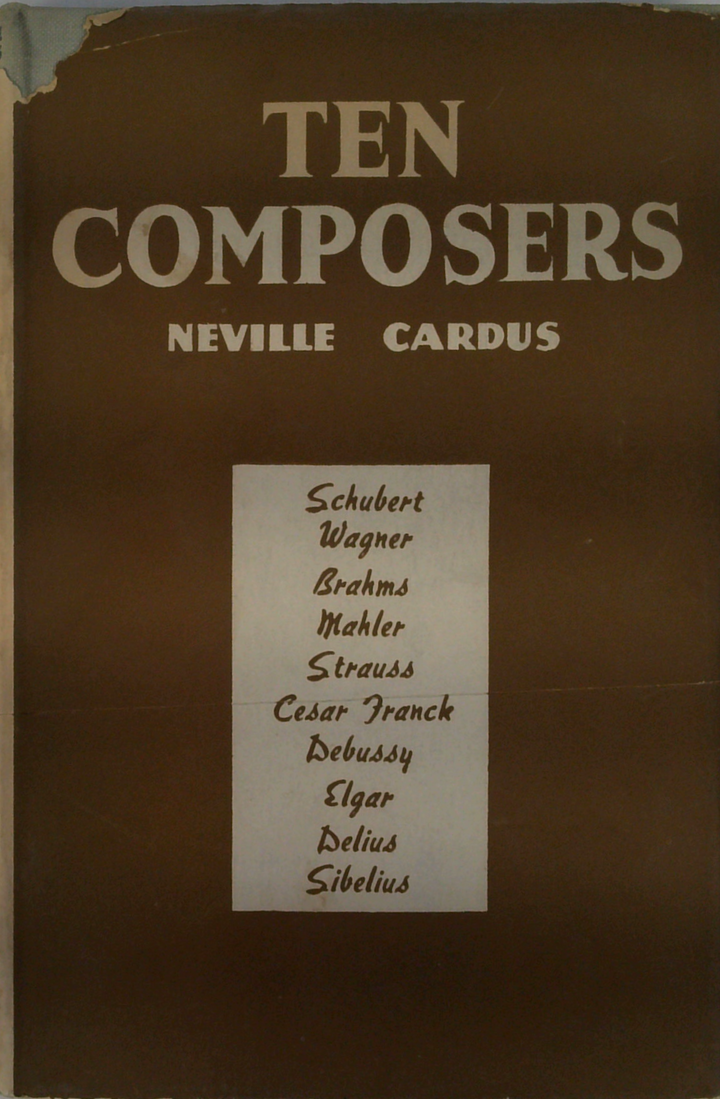 TEN
COMPOSERS
NEVILLE CARDUS
Schubert
Wagner
Brahms
Mahler
Strauss
Cesar Franck
Debussy
Elgar
Delius
Sibelius